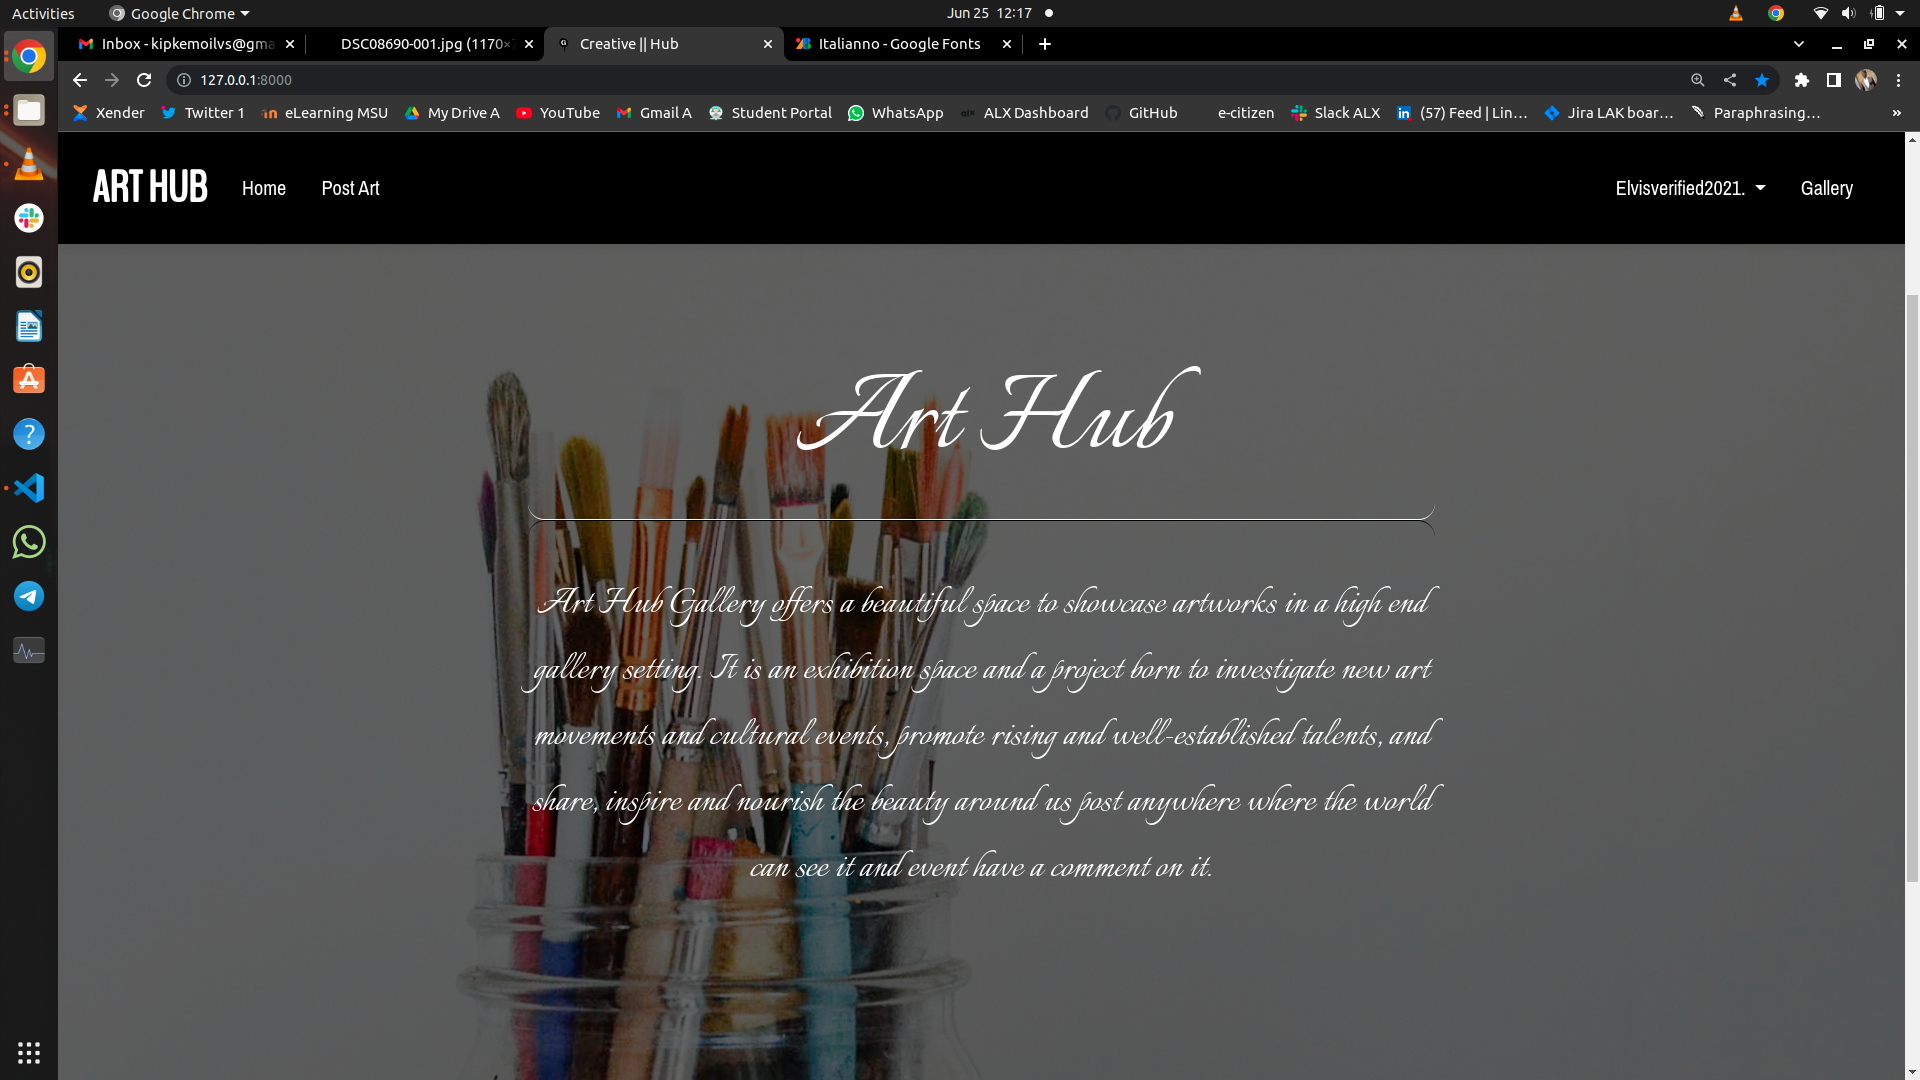 Activities Google Chrome Jun 25 12:17
Inbox - kipkemoilvs@gma DSC08690-001.jpg (1170× Creative || Hub Italianno - Google Fonts
127.0.0.1:8000
Xender Twitter 1 eLearning MSU My Drive A YouTube Gmail A Student Portal WhatsApp ALX Dashboard GitHub e-citizen Slack ALX (57) Feed | Lin... Jira LAK boar... Paraphrasing... »
ART HUB Home Post Art Elvisverified2021. Gallery
Art Hub
Art Hub Gallery offers a beautiful space to showcase artworks in a high end
gallery setting. It is an exhibition space and a project born to investigate new art
movements and cultural events, promote rising and well-established talents, and
share, inspire and nourish the beauty around us post anywhere where the world
can see it and event have a comment on it.